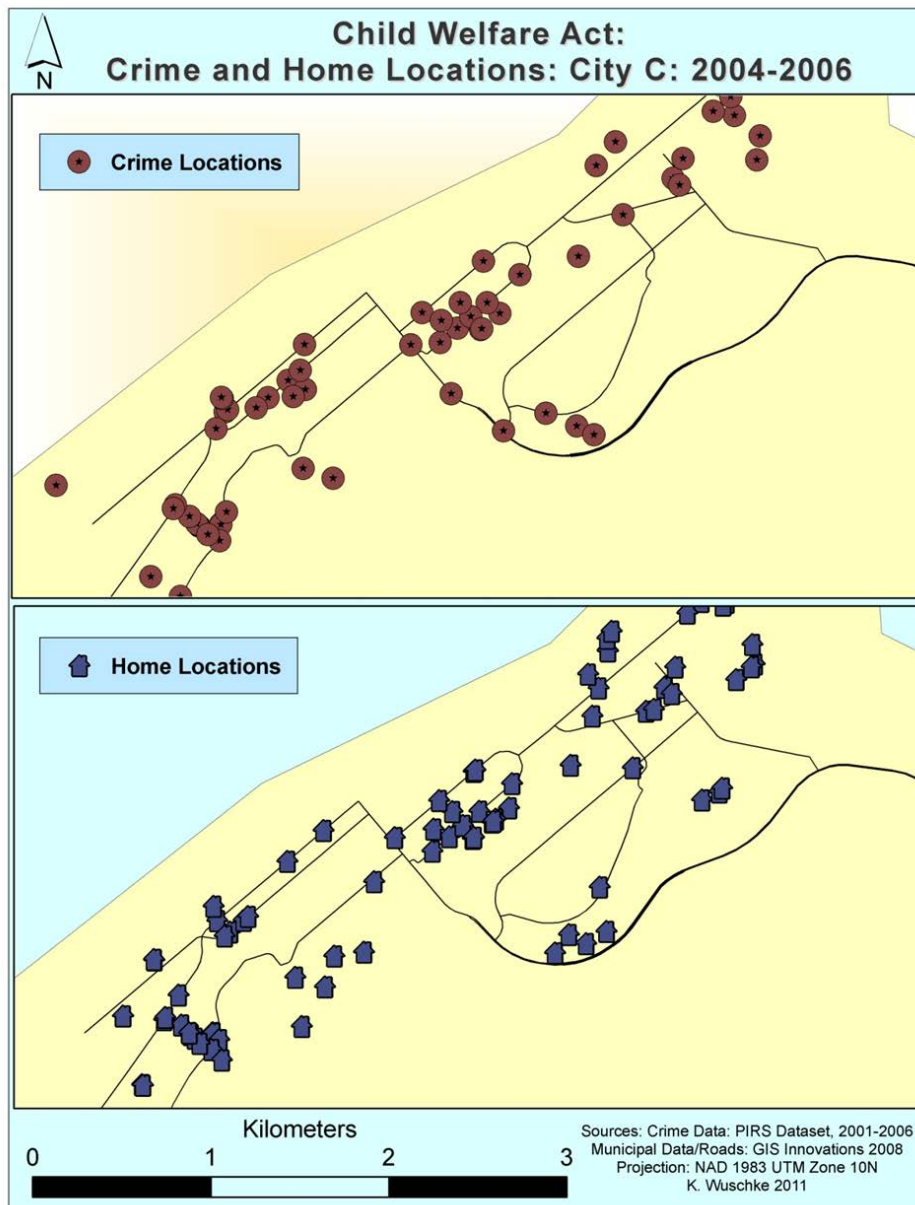 Child Welfare Act:
Crime and Home Locations: City C: 2004-2006
N
Crime Locations
Home Locations
Kilometers
0 1 2 3
Sources: Crime Data: PIRS Dataset, 2001-2006
Municipal Data/Roads: GIS Innovations 2008
Projection: NAD 1983 UTM Zone 10N
K. Wuschke 2011